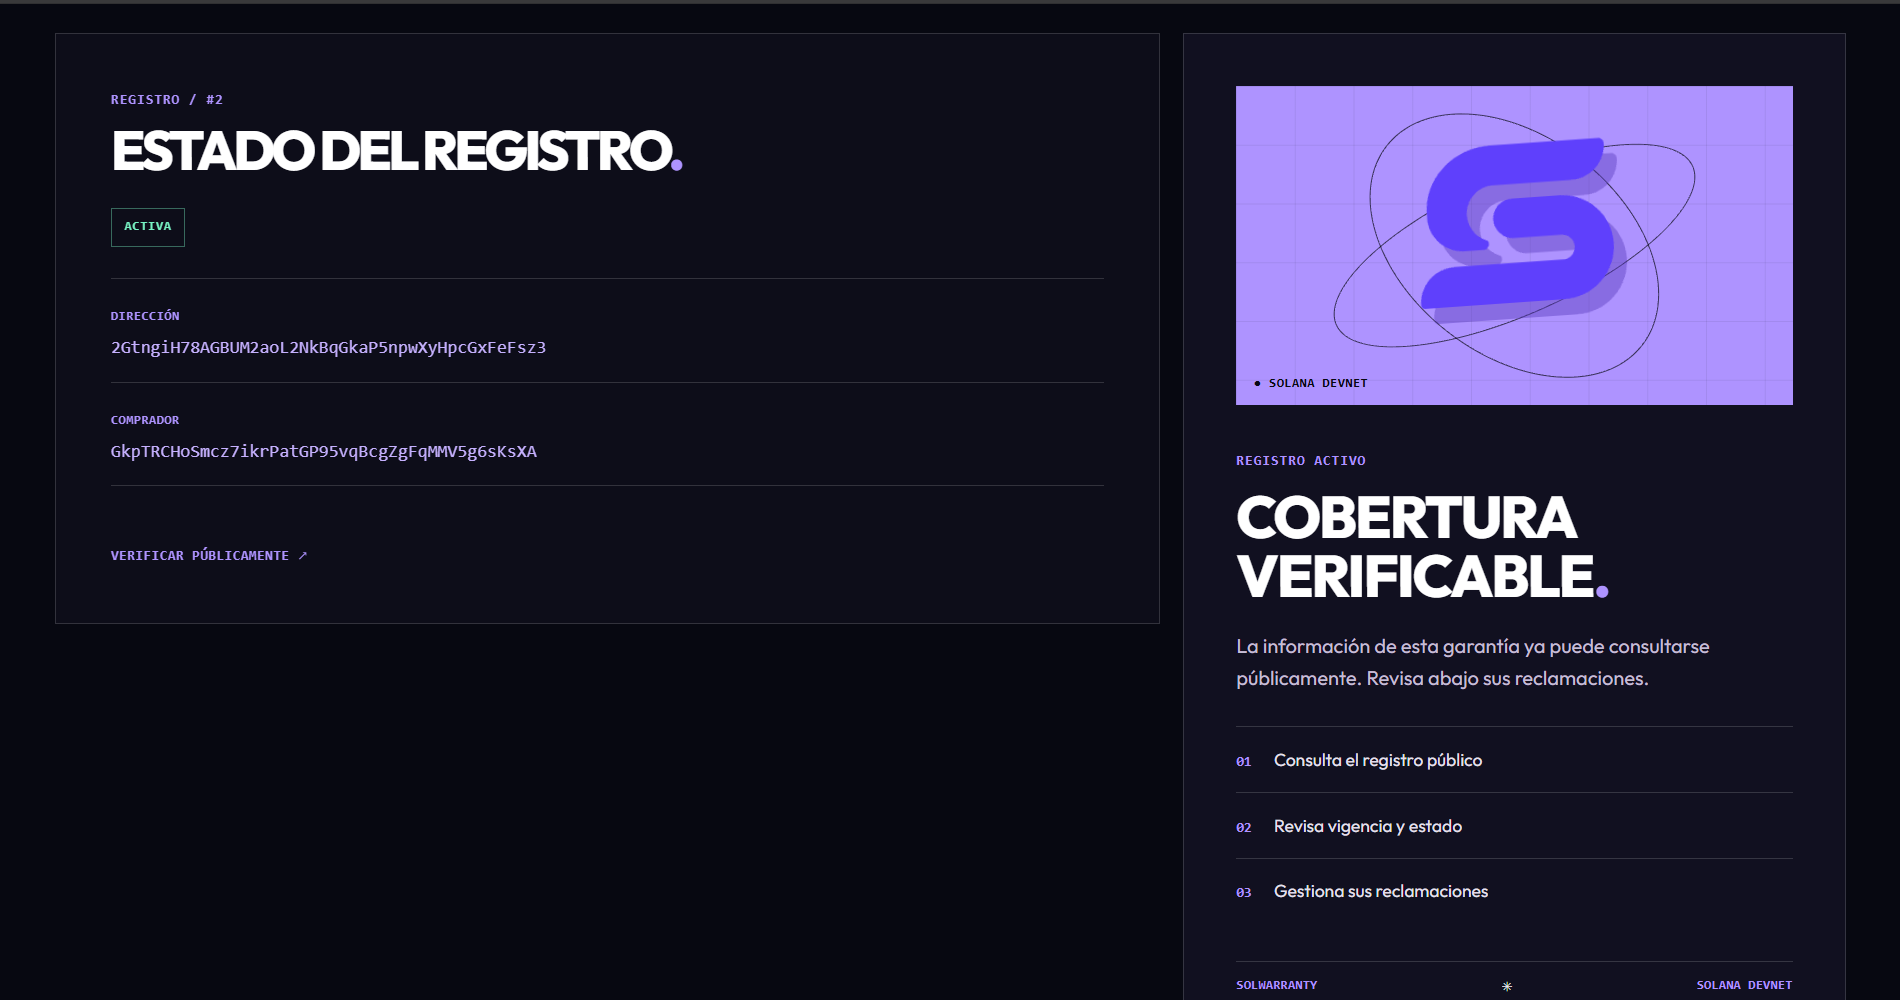 REGISTRO / #2
ESTADO DEL REGISTRO.
ACTIVA
DIRECCIÓN
2GtngiH78AGBUM2aoL2NkBqGkaP5npwXyHpcGxFeFsz3
COMPRADOR
GkpTRCHoSmcz7ikrPatGP95vqBcgZgFqMMV5g6sKsXA
VERIFICAR PÚBLICAMENTE ↗
● SOLANA DEVNET
REGISTRO ACTIVO
COBERTURA
VERIFICABLE.
La información de esta garantía ya puede consultarse
públicamente. Revisa abajo sus reclamaciones.
01 Consulta el registro público
02 Revisa vigencia y estado
03 Gestiona sus reclamaciones
SOLWARRANTY ✳ SOLANA DEVNET